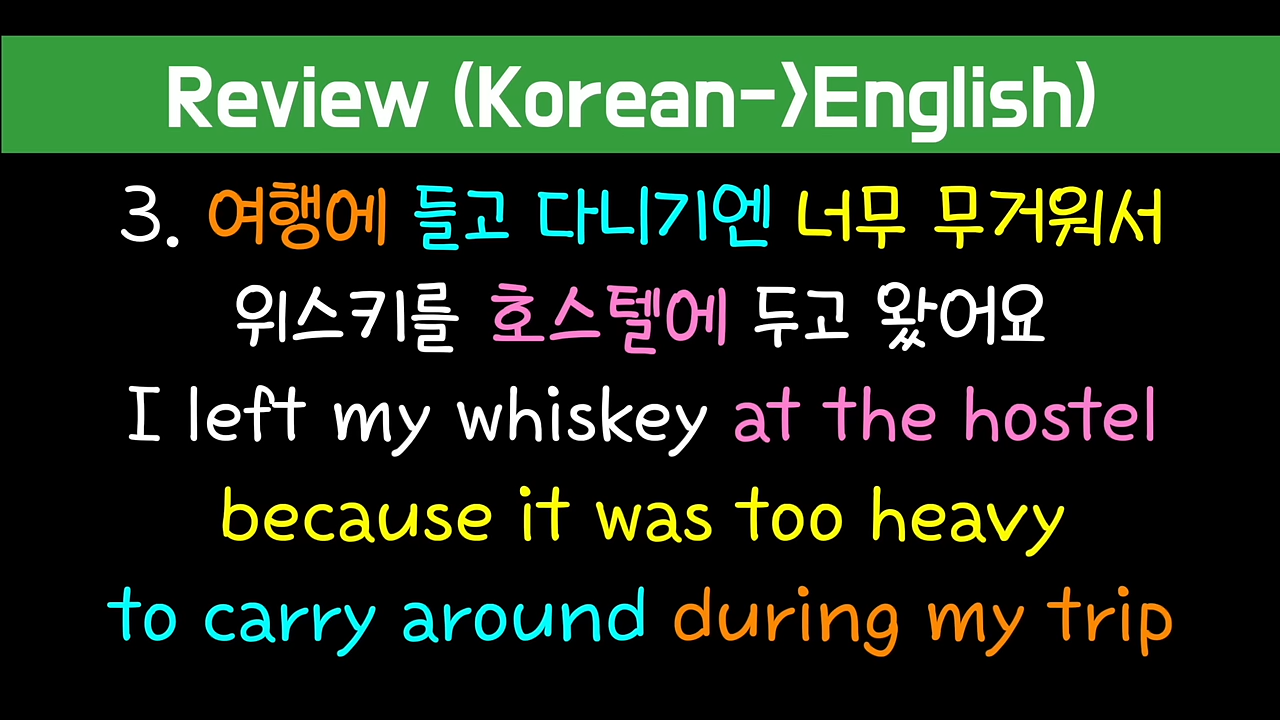 Review (Korean->English)
3. 여행에 들고 다니기엔 너무 무거워서
위스키를 호스텔에 두고 왔어요
I left my whiskey at the hostel
because it was too heavy
to carry around during my trip